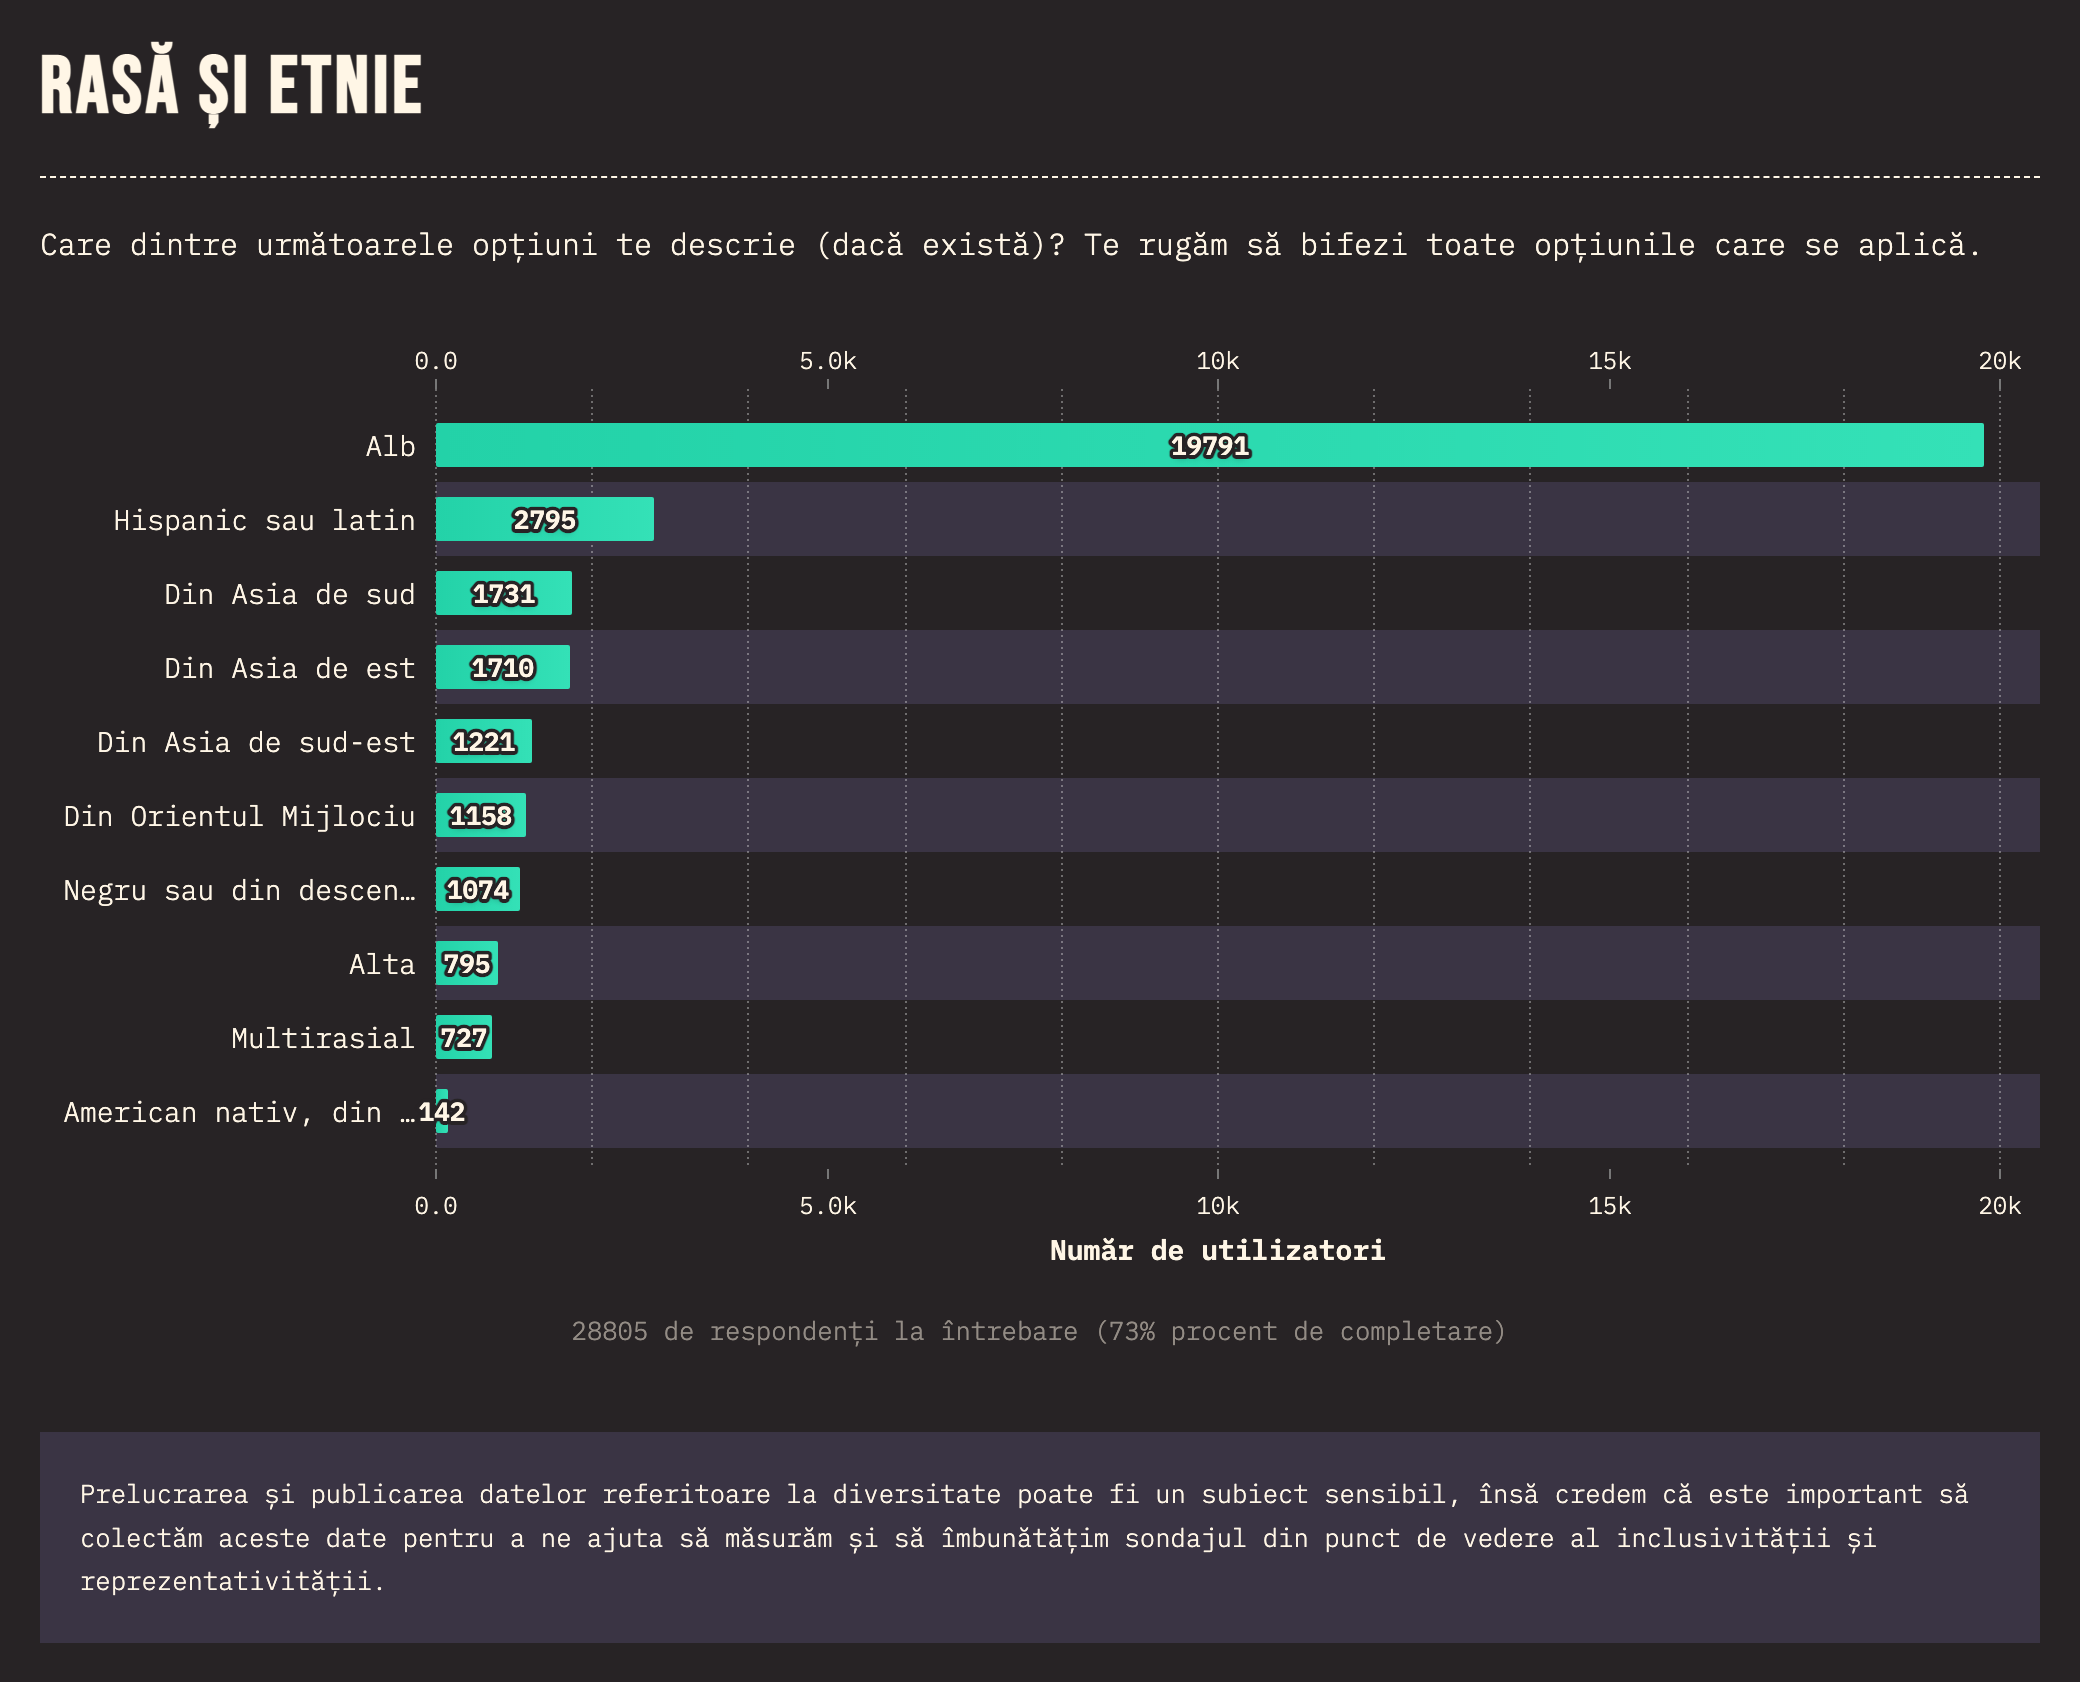 RASĂ ȘI ETNIE
Care dintre următoarele opțiuni te descrie (dacă există)? Te rugăm să bifezi toate opțiunile care se aplică.
0.0 5.0k 10k 15k 20k
Alb 19791
Hispanic sau latin 2795
Din Asia de sud 1731
Din Asia de est 1710
Din Asia de sud-est 1221
Din Orientul Mijlociu 1158
Negru sau din descen… 1074
Alta 795
Multirasial 727
American nativ, din … 142
0.0 5.0k 10k 15k 20k
Număr de utilizatori
28805 de respondenți la întrebare (73% procent de completare)
Prelucrarea și publicarea datelor referitoare la diversitate poate fi un subiect sensibil, însă credem că este important să
colectăm aceste date pentru a ne ajuta să măsurăm și să îmbunătățim sondajul din punct de vedere al inclusivității și
reprezentativității.